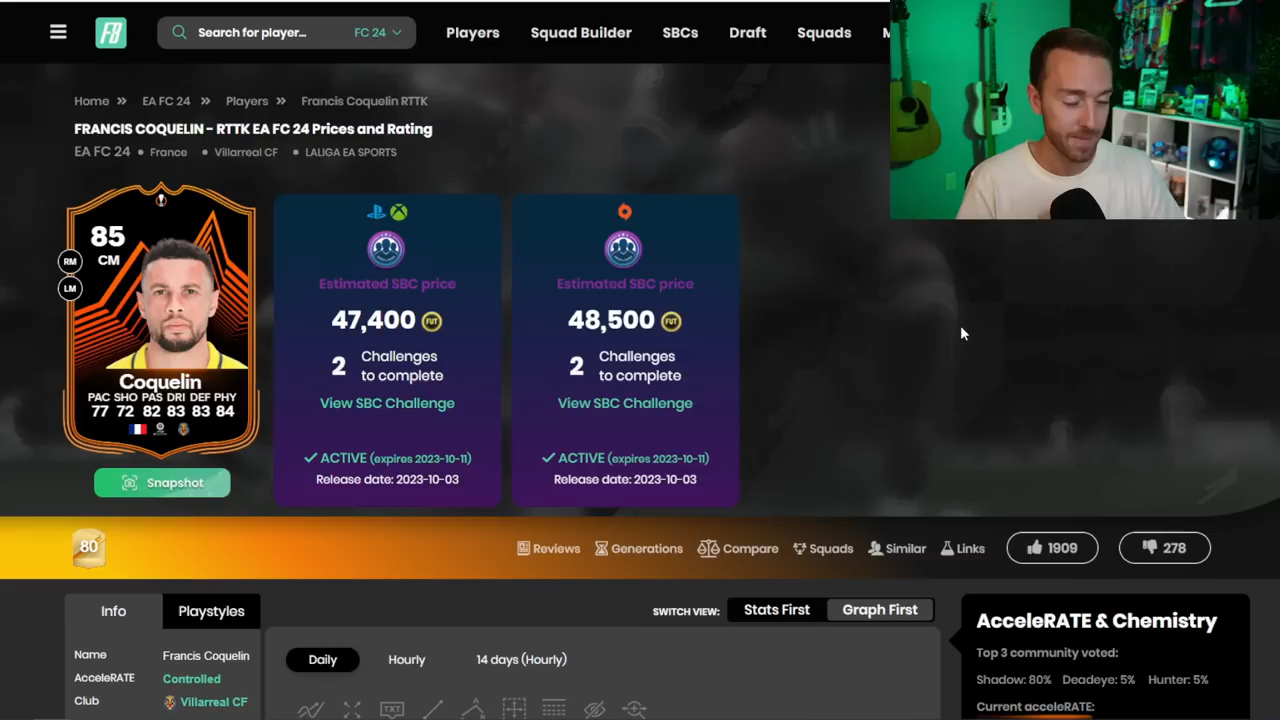 FB
Search for player...
FC 24
Players
Squad Builder
SBCs
Draft
Squads
M
Home » EA FC 24 » Players » Francis Coquelin RTTK
FRANCIS COQUELIN - RTTK EA FC 24 Prices and Rating
EA FC 24 • France • Villarreal CF • LALIGA EA SPORTS
85
CM
RM
LM
Coquelin
PAC SHO PAS DRI DEF PHY
77 72 82 83 83 84
Snapshot
Estimated SBC price
47,400 FUT
2 Challenges
to complete
View SBC Challenge
ACTIVE (expires 2023-10-11)
Release date: 2023-10-03
Estimated SBC price
48,500 FUT
2 Challenges
to complete
View SBC Challenge
ACTIVE (expires 2023-10-11)
Release date: 2023-10-03
80
Reviews
Generations
Compare
Squads
Similar
Links
1909
278
Info
Playstyles
Name Francis Coquelin
AcceleRATE Controlled
Club Villarreal CF
SWITCH VIEW:
Stats First
Graph First
Daily
Hourly
14 days (Hourly)
TXT
AcceleRATE & Chemistry
Top 3 community voted:
Shadow: 80% Deadeye: 5% Hunter: 5%
Current acceleRATE: